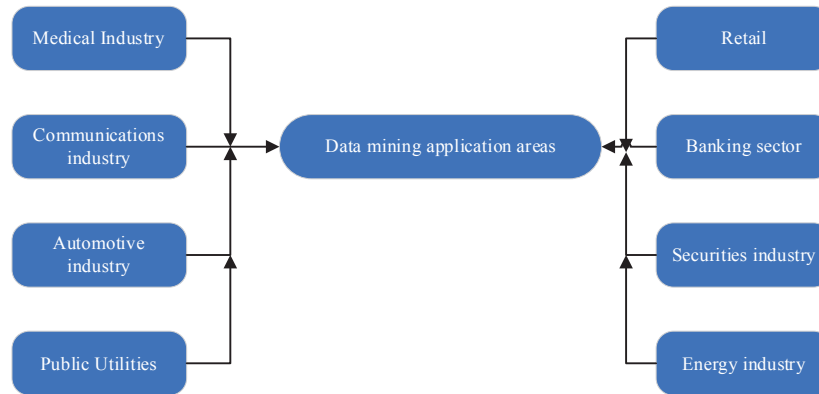 Medical Industry
Retail
Communications
industry
Data mining application areas
Banking sector
Automotive
industry
Securities industry
Public Utilities
Energy industry